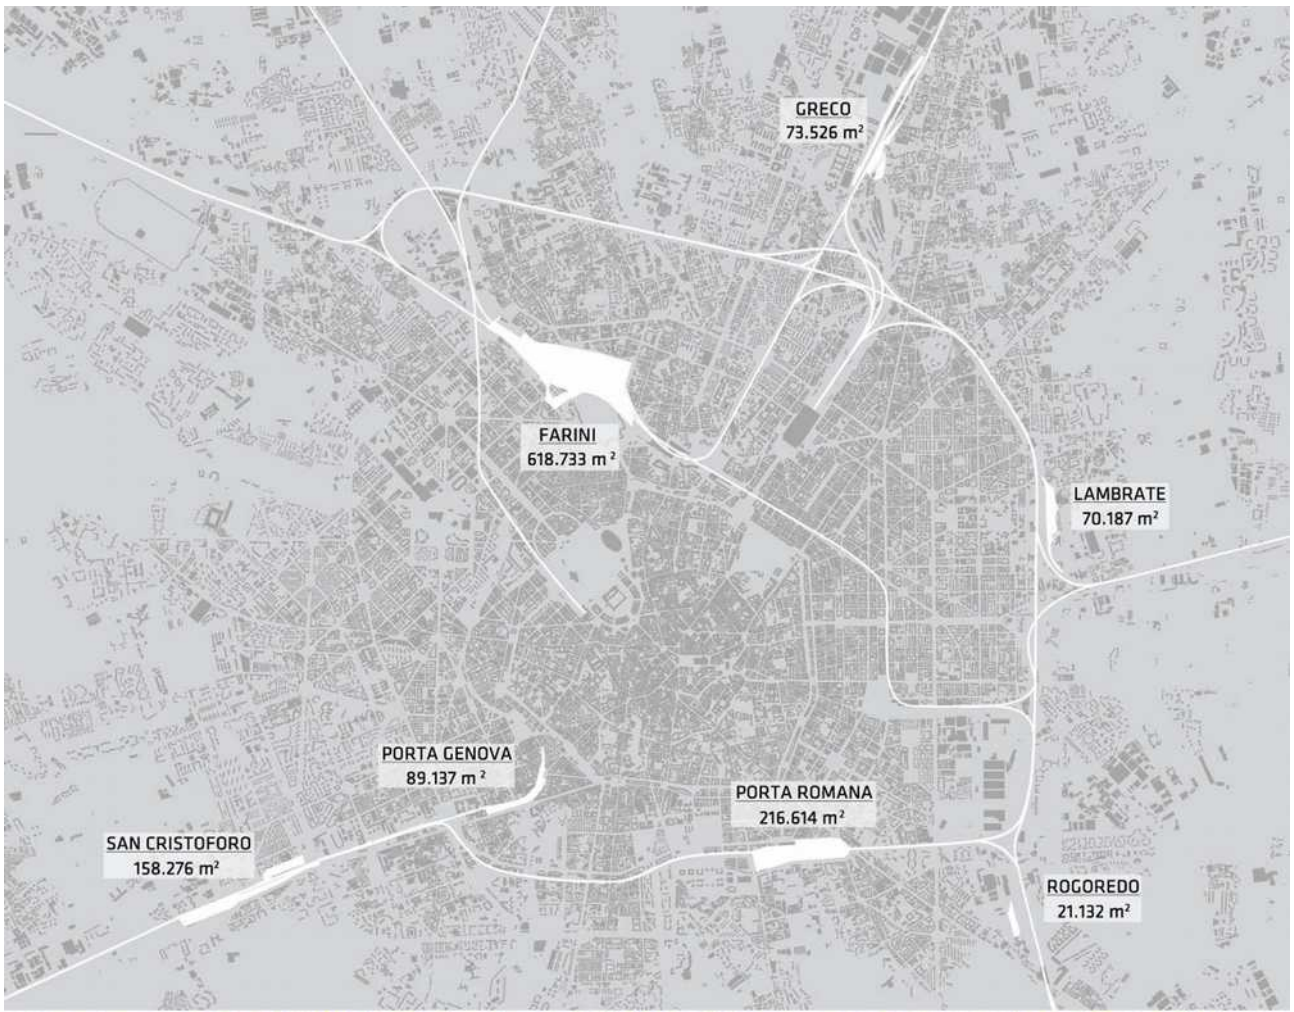 GRECO
73.526 m²
FARINI
618.733 m²
LAMBRATE
70.187 m²
PORTA GENOVA
89.137 m²
PORTA ROMANA
216.614 m²
SAN CRISTOFORO
158.276 m²
ROGOREDO
21.132 m²